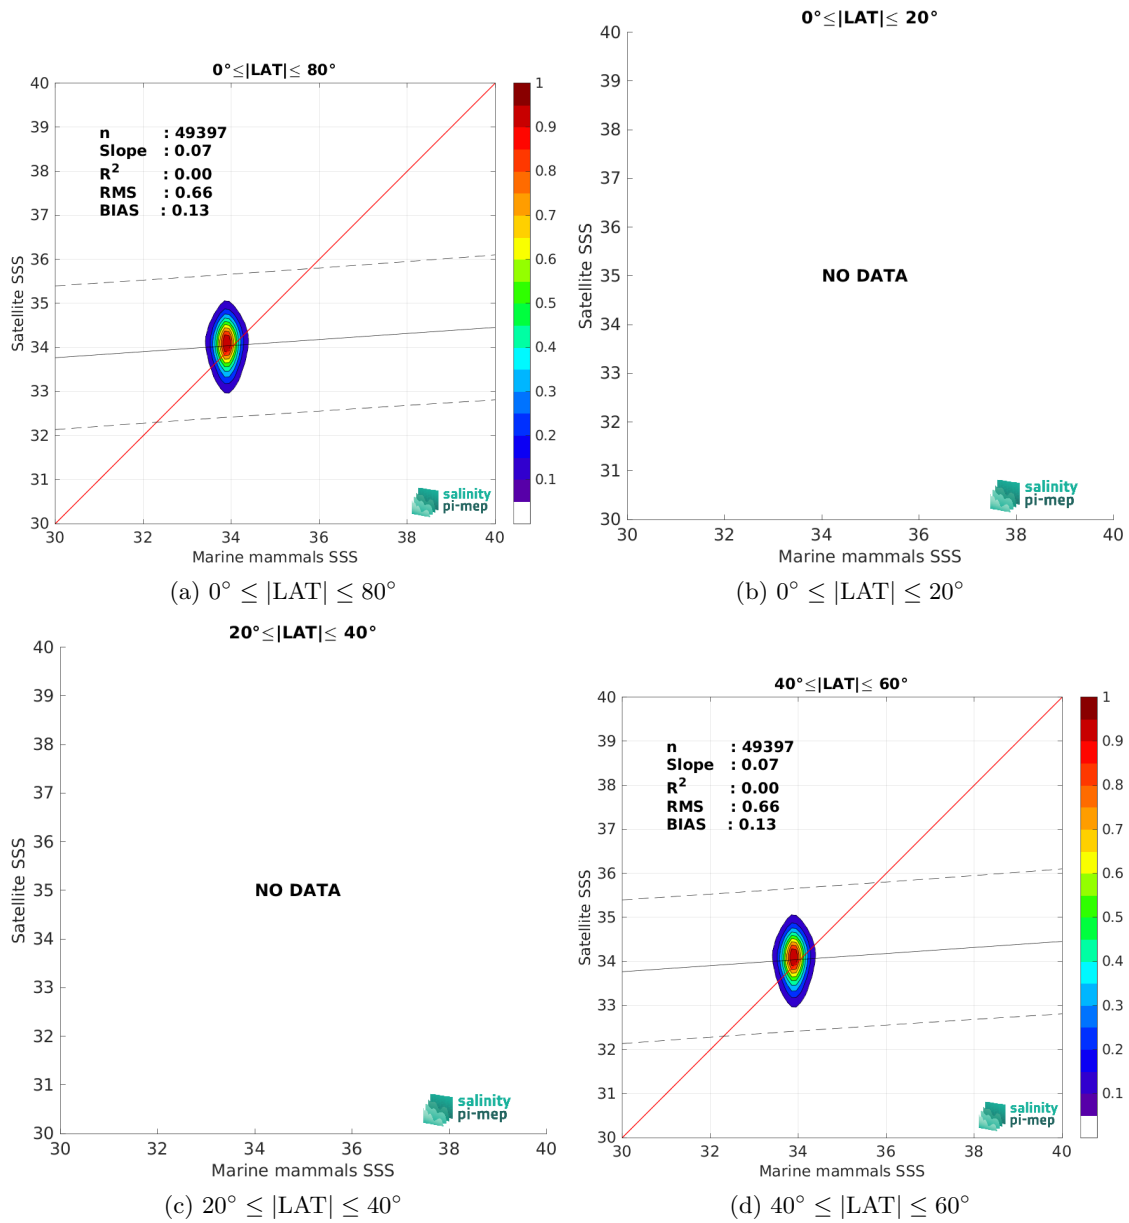 0°≤|LAT|≤ 80°
40
39
38
37
36
35
34
33
32
31
30
Satellite SSS
n : 49397
Slope : 0.07
R² : 0.00
RMS : 0.66
BIAS : 0.13
salinity
pi-mep
30 32 34 36 38 40
Marine mammals SSS
1
0.9
0.8
0.7
0.6
0.5
0.4
0.3
0.2
0.1
(a) 0° ≤ |LAT| ≤ 80°
0°≤|LAT|≤ 20°
40
39
38
37
36
35
34
33
32
31
30
Satellite SSS
NO DATA
salinity
pi-mep
30 32 34 36 38 40
Marine mammals SSS
(b) 0° ≤ |LAT| ≤ 20°
20°≤|LAT|≤ 40°
40
39
38
37
36
35
34
33
32
31
30
Satellite SSS
NO DATA
salinity
pi-mep
30 32 34 36 38 40
Marine mammals SSS
(c) 20° ≤ |LAT| ≤ 40°
40°≤|LAT|≤ 60°
40
39
38
37
36
35
34
33
32
31
30
Satellite SSS
n : 49397
Slope : 0.07
R² : 0.00
RMS : 0.66
BIAS : 0.13
salinity
pi-mep
30 32 34 36 38 40
Marine mammals SSS
1
0.9
0.8
0.7
0.6
0.5
0.4
0.3
0.2
0.1
(d) 40° ≤ |LAT| ≤ 60°